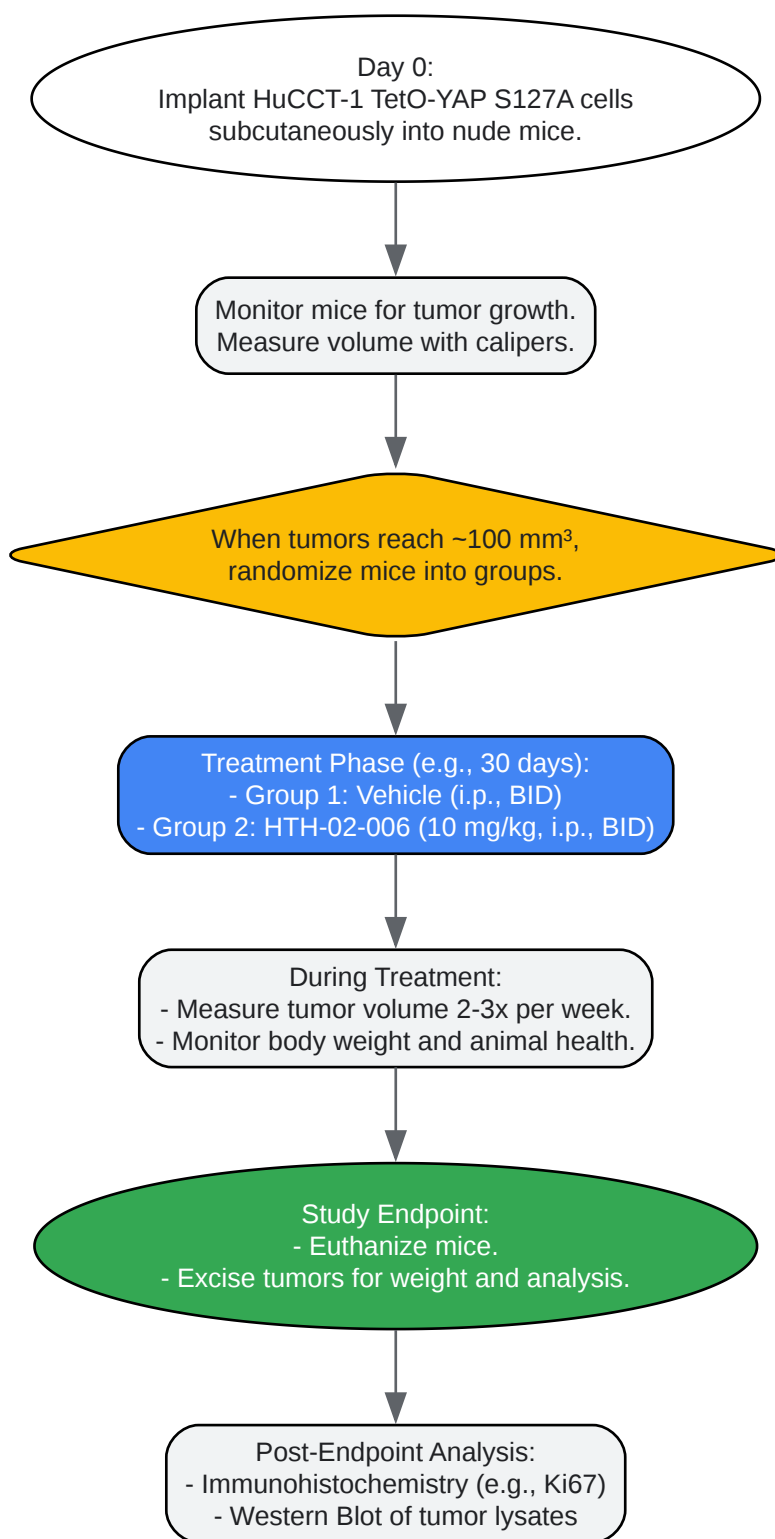 Day 0:
Implant HuCCT-1 TetO-YAP S127A cells
subcutaneously into nude mice.
Monitor mice for tumor growth.
Measure volume with calipers.
When tumors reach ~100 mm³,
randomize mice into groups.
Treatment Phase (e.g., 30 days):
- Group 1: Vehicle (i.p., BID)
- Group 2: HTH-02-006 (10 mg/kg, i.p., BID)
During Treatment:
- Measure tumor volume 2-3x per week.
- Monitor body weight and animal health.
Study Endpoint:
- Euthanize mice.
- Excise tumors for weight and analysis.
Post-Endpoint Analysis:
- Immunohistochemistry (e.g., Ki67)
- Western Blot of tumor lysates